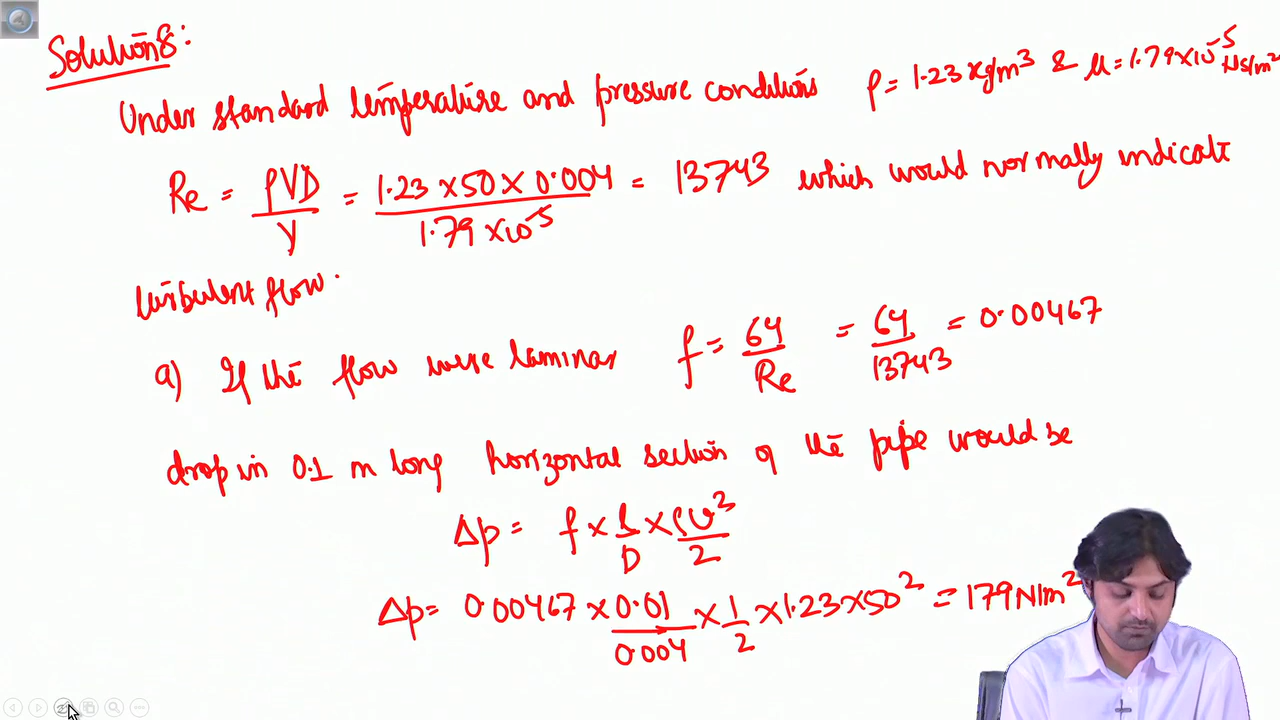 Solutions:
Under standard temperature and pressure conditions ρ = 1.23 kg/m³ & μ = 1.79×10⁻⁵ Ns/m²
Re = ρVD/γ = 1.23 × 50 × 0.004 / 1.79 × 10⁻⁵ = 13743 which would normally indicate
turbulent flow.
a) If the flow were laminar f = 64/Re = 64/13743 = 0.00467
drop in 0.1 m long horizontal section of the pipe would be
Δp = f × l/D × ρv²/2
Δp = 0.00467 × 0.01/0.004 × 1/2 × 1.23 × 50² = 179 N/m²